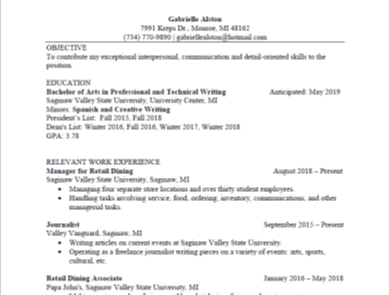 Gabrielle Alston
7991 Kreps Dr., Monroe, MI 48162
(734) 770-9890 | gabriellealston@hotmail.com
OBJECTIVE
To contribute my exceptional interpersonal, communication and detail-oriented skills to the
position.
EDUCATION
Bachelor of Arts in Professional and Technical Writing Anticipated: May 2019
Saginaw Valley State University, University Center, MI
Minors: Spanish and Creative Writing
President's List: Fall 2015, Fall 2018
Dean's List: Winter 2016, Fall 2016, Winter 2017, Winter 2018
GPA: 3.78
RELEVANT WORK EXPERIENCE
Manager for Retail Dining August 2018 – Present
Saginaw Valley State University, Saginaw, MI
• Managing four separate store locations and over thirty student employees.
• Handling tasks involving service, food, ordering, inventory, communications, and other
managerial tasks.
Journalist September 2015 – Present
Valley Vanguard, Saginaw, MI
• Writing articles on current events at Saginaw Valley State University.
• Operating as a freelance journalist writing pieces on a variety of events: arts, sports,
cultural, etc.
Retail Dining Associate January 2016 – May 2018
Papa John's, Saginaw Valley State University, MI